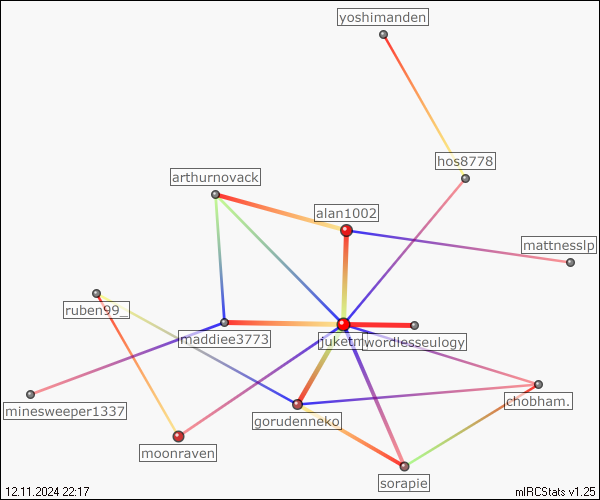 yoshimanden
hos8778
arthurnovack
alan1002
mattnesslp
ruben99_
maddiee3773
wordlesseulogy
minesweeper1337
chobham.
gorudenneko
moonraven
sorapie
12.11.2024 22:17
mIRCStats v1.25